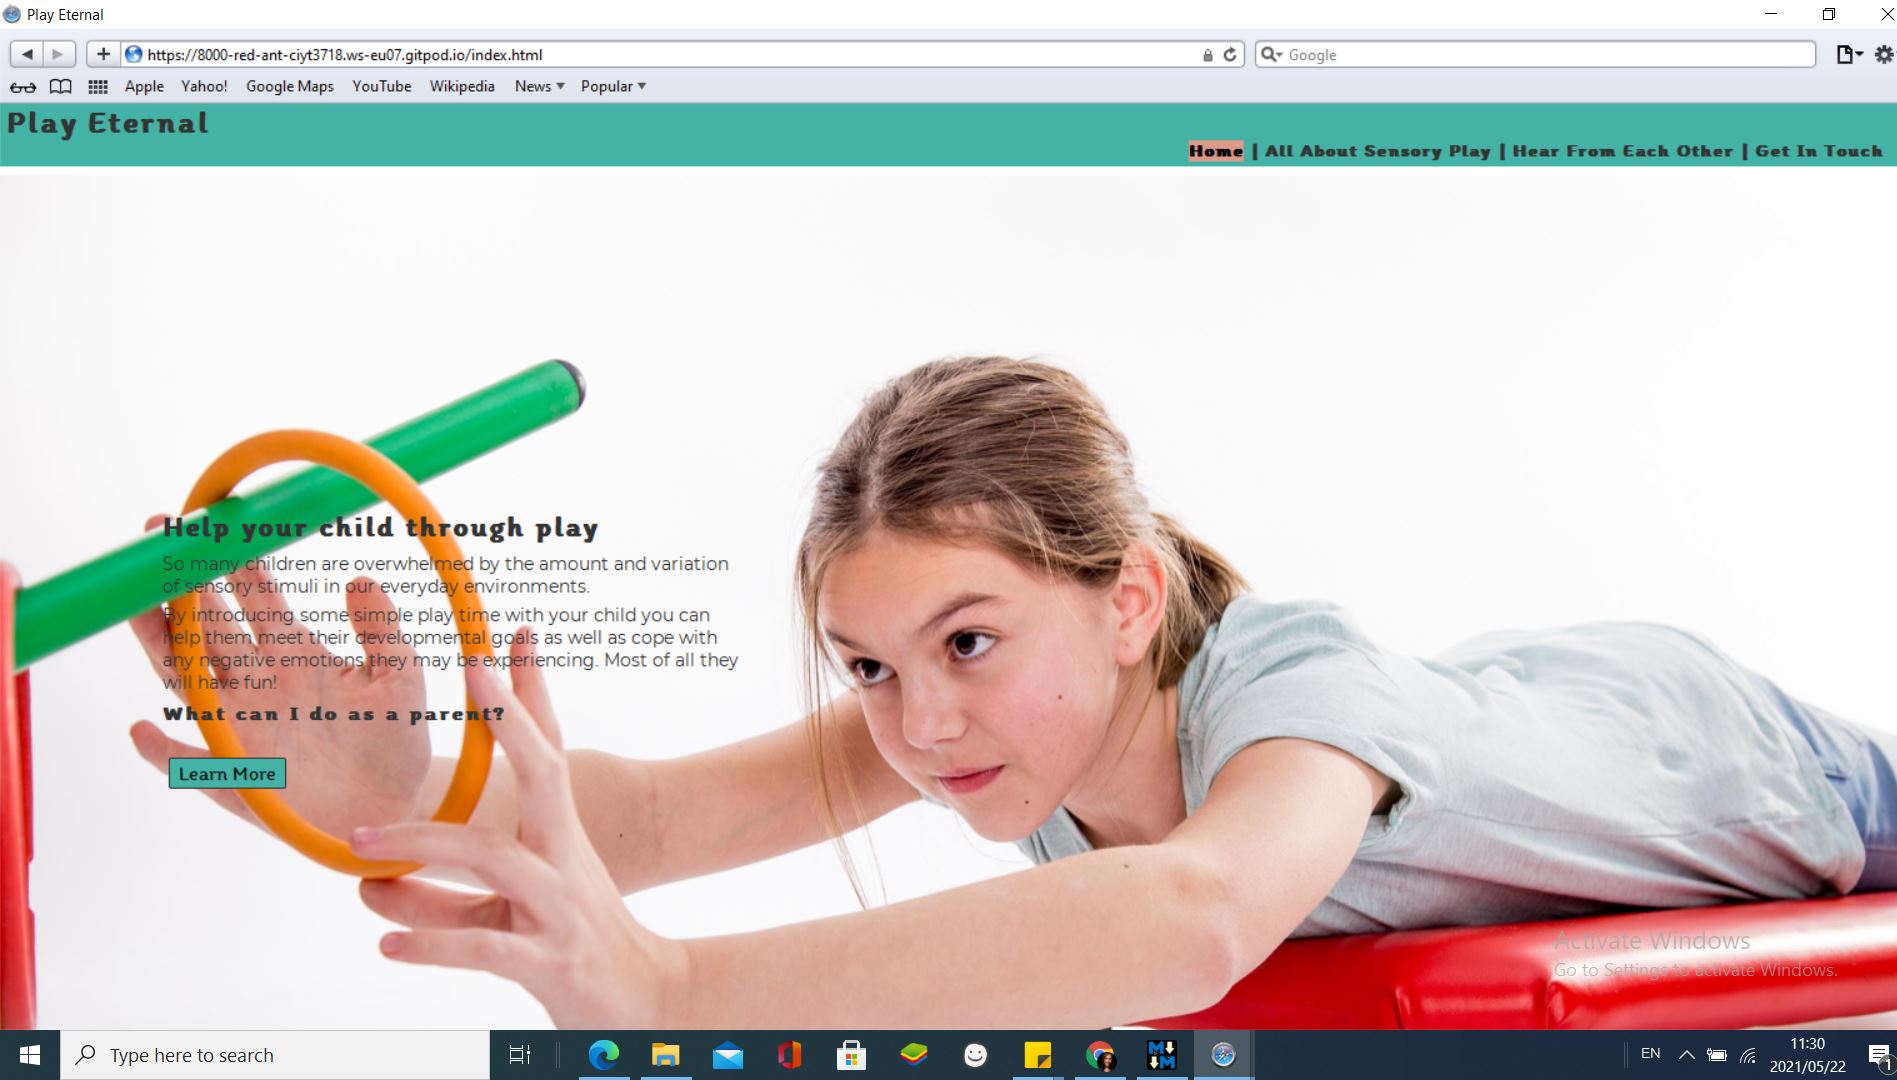 Play Eternal
https://8000-red-ant-ciyt3718.ws-eu07.gitpod.io/index.html
Google
Apple Yahoo! Google Maps YouTube Wikipedia News Popular
Play Eternal
Home | All About Sensory Play | Hear From Each Other | Get In Touch
Help your child through play
So many children are overwhelmed by the amount and variation
of sensory stimuli in our everyday environments.
By introducing some simple play time with your child you can
help them meet their developmental goals as well as cope with
any negative emotions they may be experiencing. Most of all they
will have fun!
What can I do as a parent?
Learn More
Activate Windows
Go to Settings to activate Windows.
Type here to search
EN
11:30
2021/05/22
1